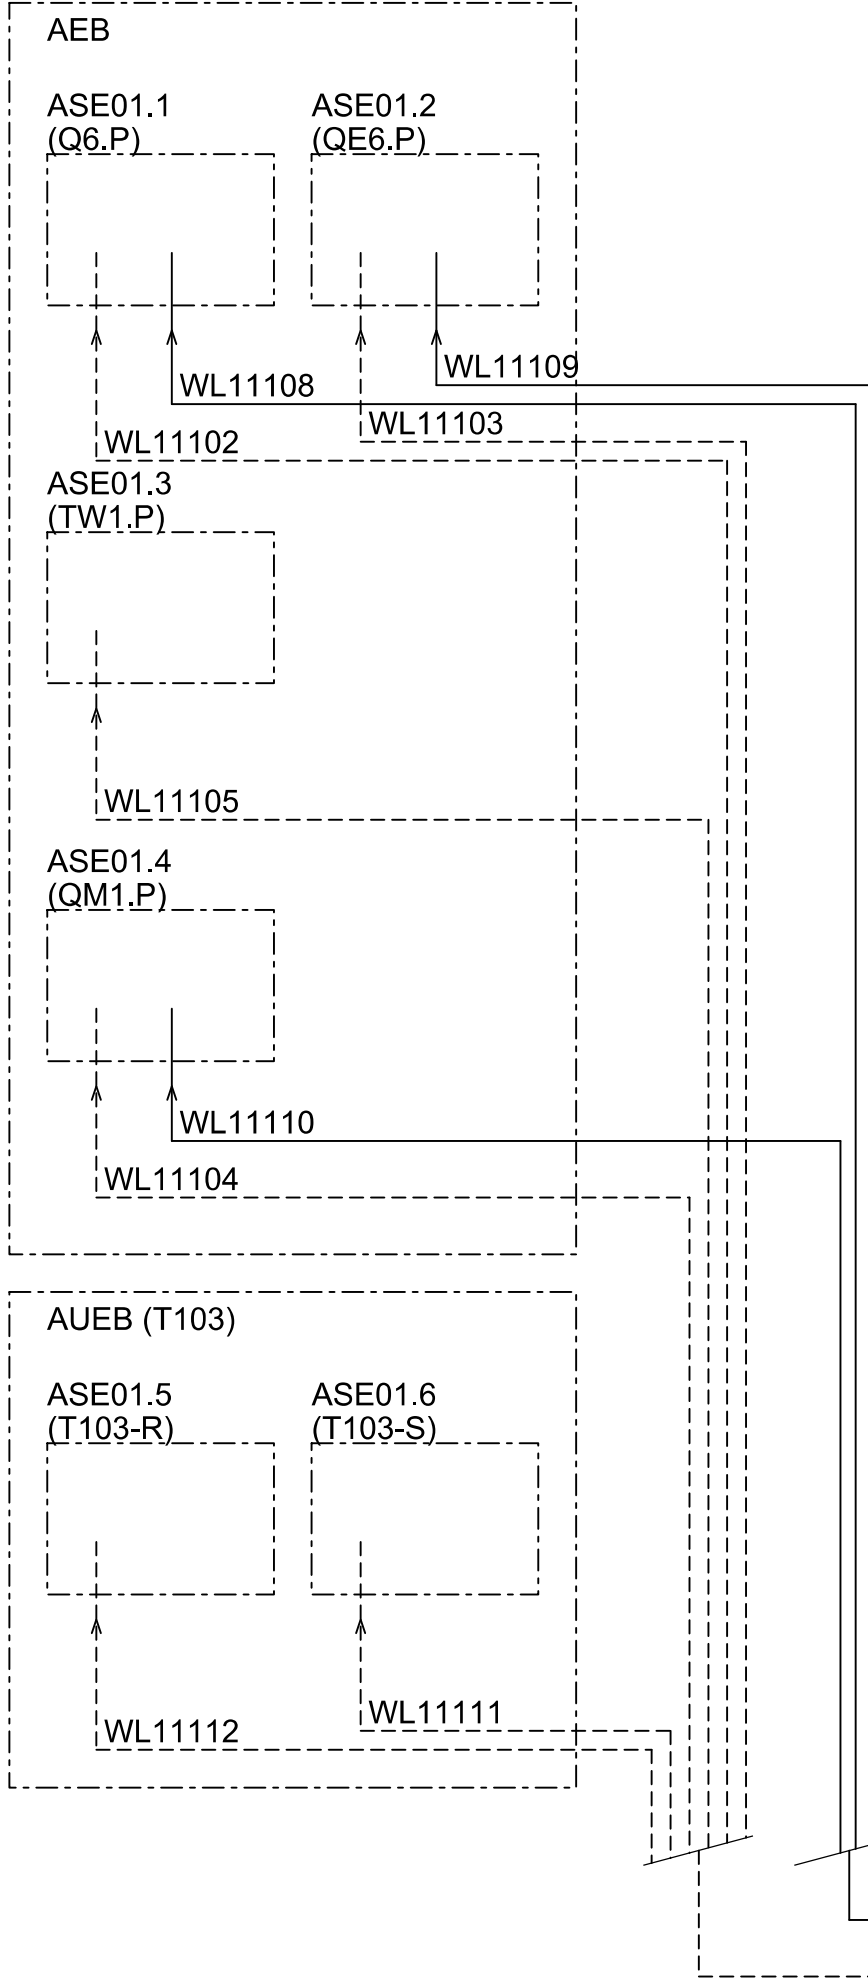 AEB
ASE01.1
(Q6.P)
ASE01.2
(QE6.P)
WL11109
WL11108
WL11103
WL11102
ASE01.3
(TW1.P)
WL11105
ASE01.4
(QM1.P)
WL11110
WL11104
AUEB (T103)
ASE01.5
(T103-R)
ASE01.6
(T103-S)
WL11111
WL11112